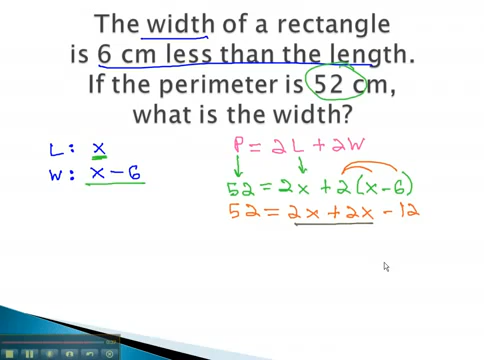 The width of a rectangle
is 6 cm less than the length.
If the perimeter is 52 cm,
what is the width?
L: x
W: x - 6
P = 2L + 2W
52 = 2x + 2(x - 6)
52 = 2x + 2x - 12